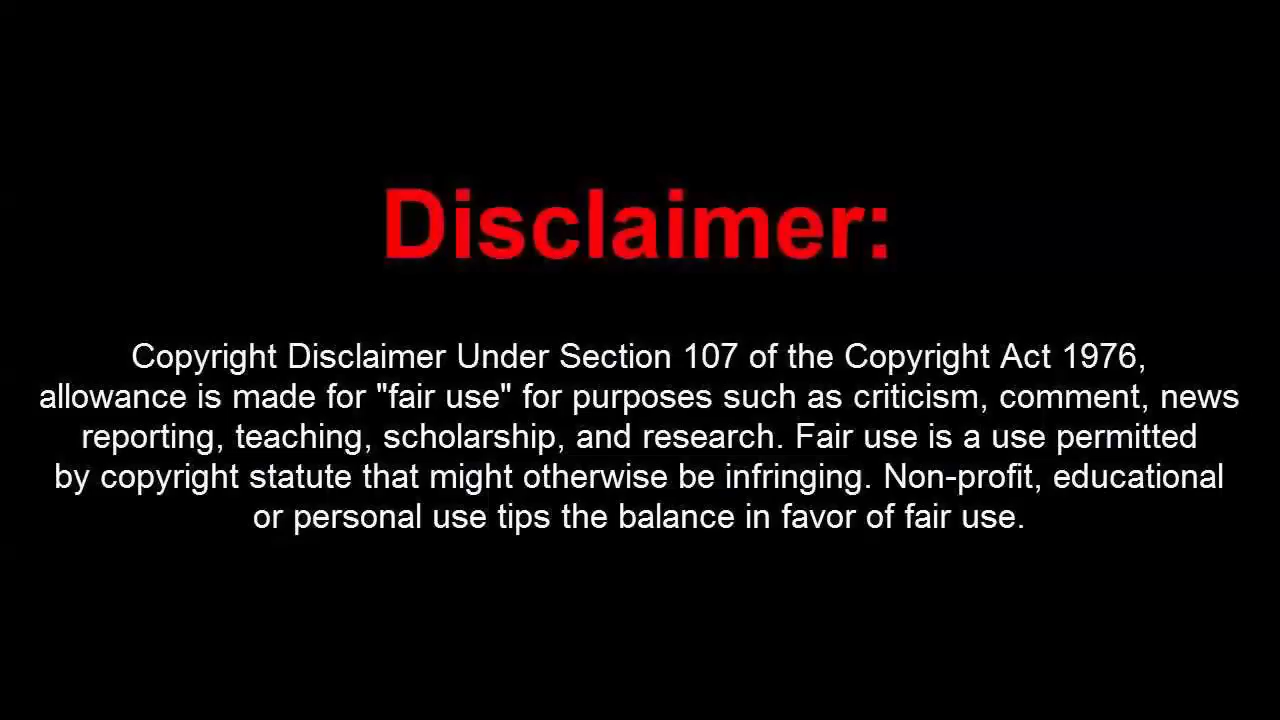 Disclaimer:
Copyright Disclaimer Under Section 107 of the Copyright Act 1976,
allowance is made for "fair use" for purposes such as criticism, comment, news
reporting, teaching, scholarship, and research. Fair use is a use permitted
by copyright statute that might otherwise be infringing. Non-profit, educational
or personal use tips the balance in favor of fair use.